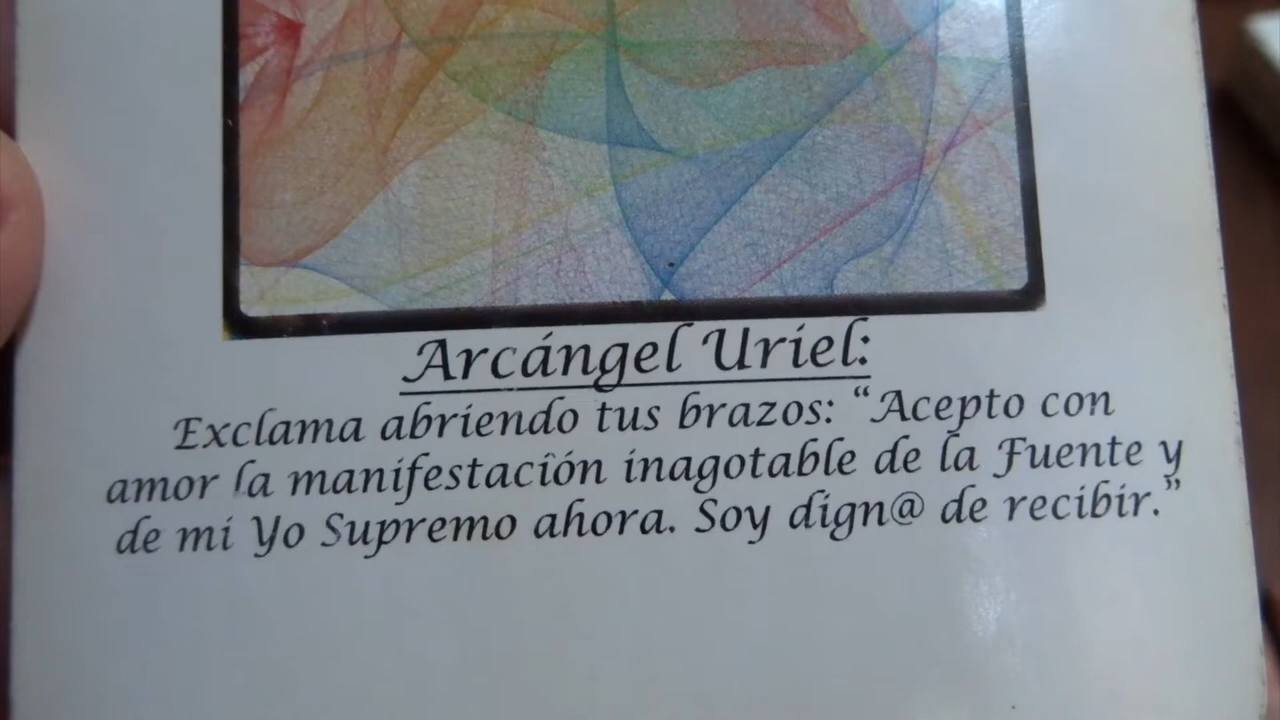 Arcángel Uriel:
Exclama abriendo tus brazos: “Acepto con
amor la manifestación inagotable de la Fuente y
de mi Yo Supremo ahora. Soy dign@ de recibir.”